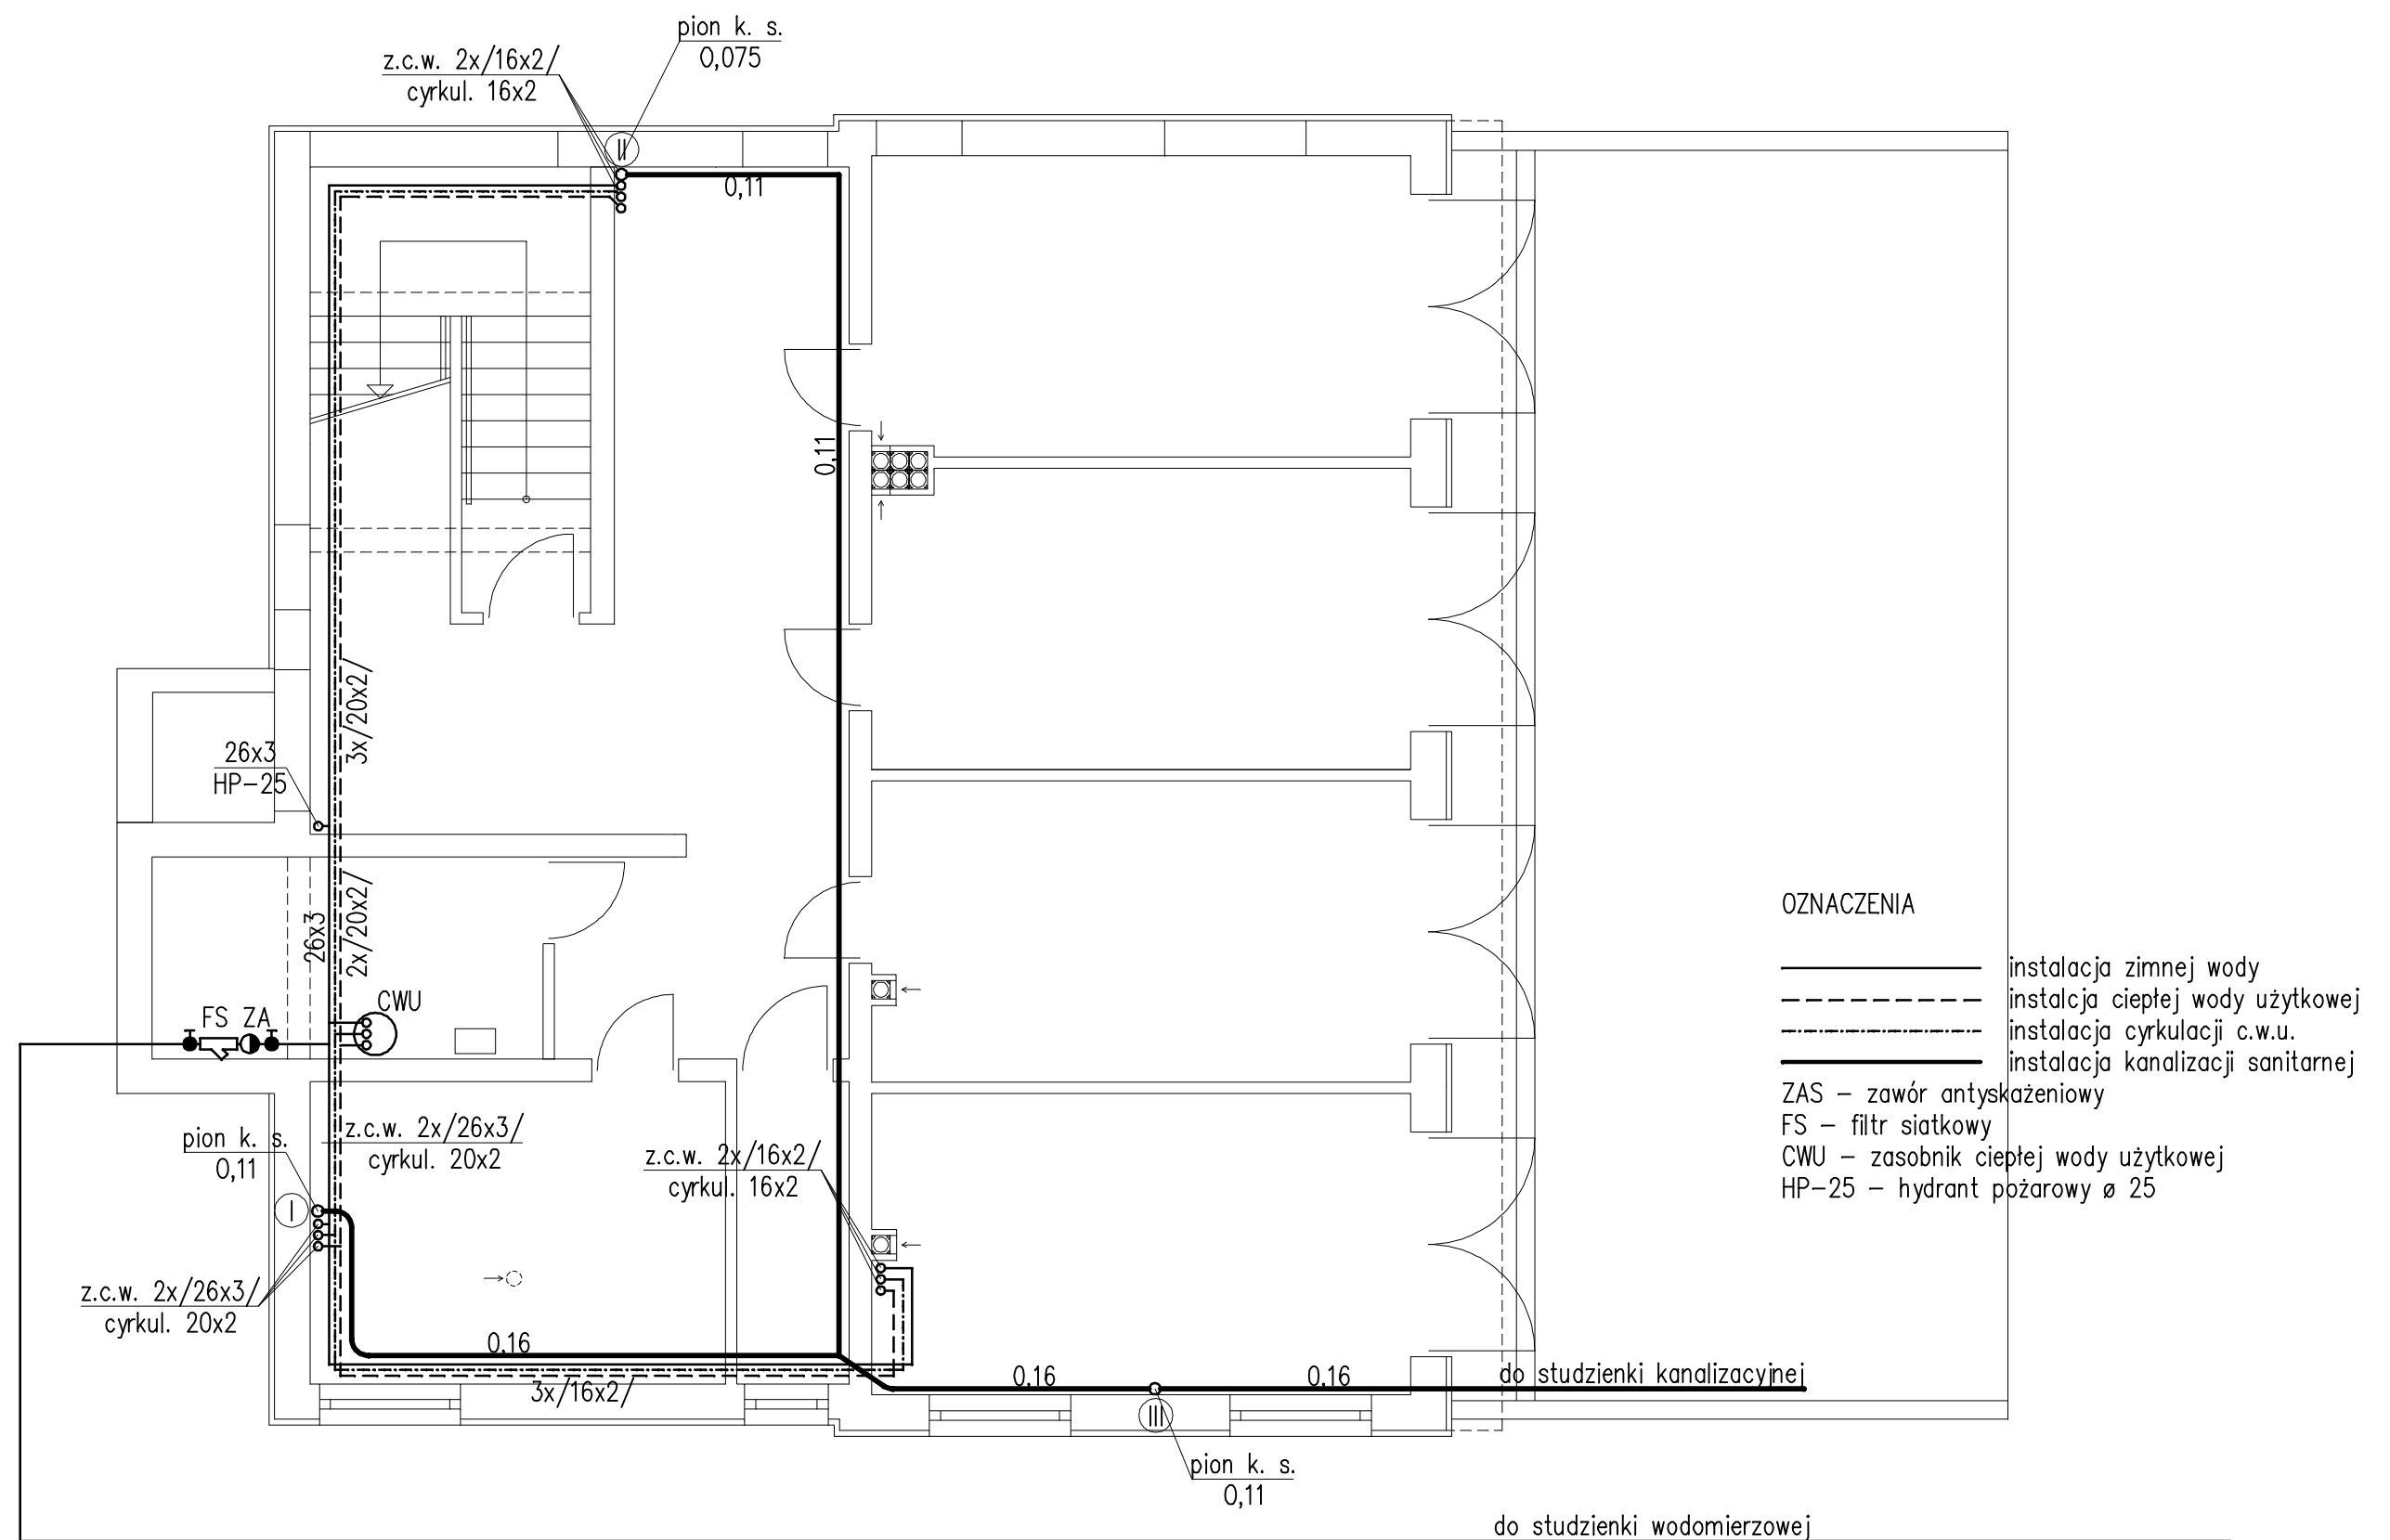 pion k. s.
0,075
z.c.w. 2x/16x2/
cyrkul. 16x2
II
0,11
0,11
3x/20x2/
26x3
HP-25
26x3
2x/20x2/
CWU
FS ZA
z.c.w. 2x/26x3/
cyrkul. 20x2
pion k. s.
0,11
I
z.c.w. 2x/16x2/
cyrkul. 16x2
z.c.w. 2x/26x3/
cyrkul. 20x2
0,16
3x/16x2/
0,16
0,16
do studzienki kanalizacyjnej
III
pion k. s.
0,11
do studzienki wodomierzowej
OZNACZENIA
instalacja zimnej wody
instalcja ciepłej wody użytkowej
instalacja cyrkulacji c.w.u.
instalacja kanalizacji sanitarnej
ZAS – zawór antyskażeniowy
FS – filtr siatkowy
CWU – zasobnik ciepłej wody użytkowej
HP-25 – hydrant pożarowy ø 25